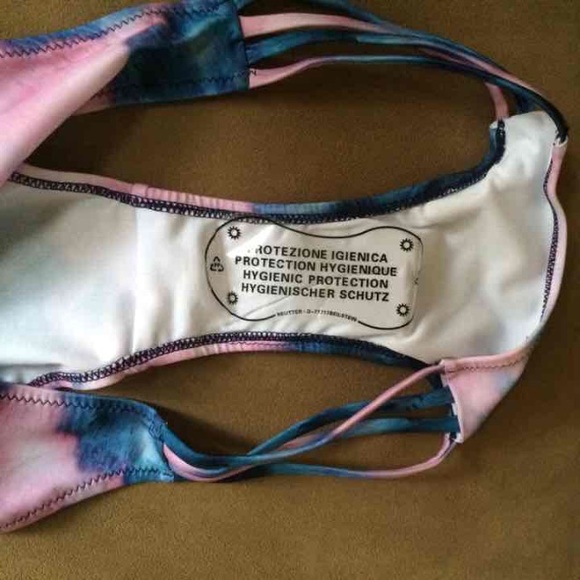 PROTEZIONE IGIENICA
PROTECTION HYGIENIQUE
HYGIENIC PROTECTION
HYGIENISCHER SCHUTZ